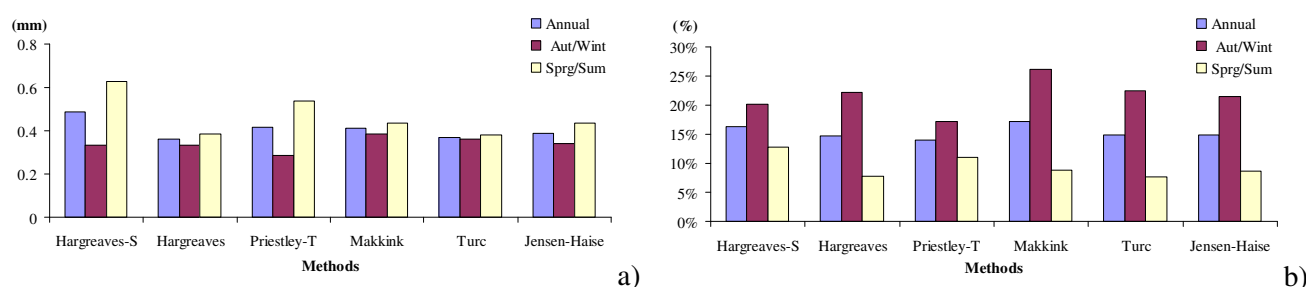 (mm)
0.8
0.6
0.4
0.2
0
Annual
Aut/Wint
Sprg/Sum
Hargreaves-S Hargreaves Priestley-T Makkink Turc Jensen-Haise
Methods
a)
(%)
30%
25%
20%
15%
10%
5%
0%
Annual
Aut/Wint
Sprg/Sum
Hargreaves-S Hargreaves Priestley-T Makkink Turc Jensen-Haise
Methods
b)